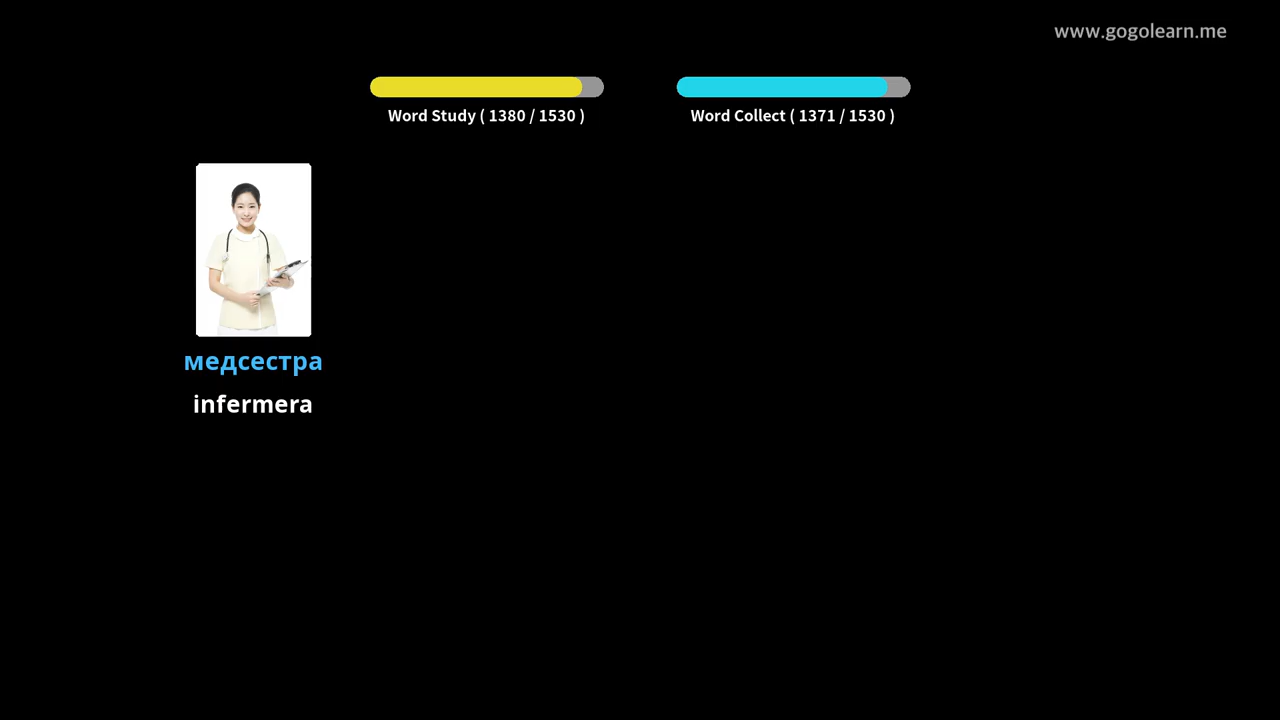 www.gogolearn.me
Word Study ( 1380 / 1530 )
Word Collect ( 1371 / 1530 )
медсестра
infermera